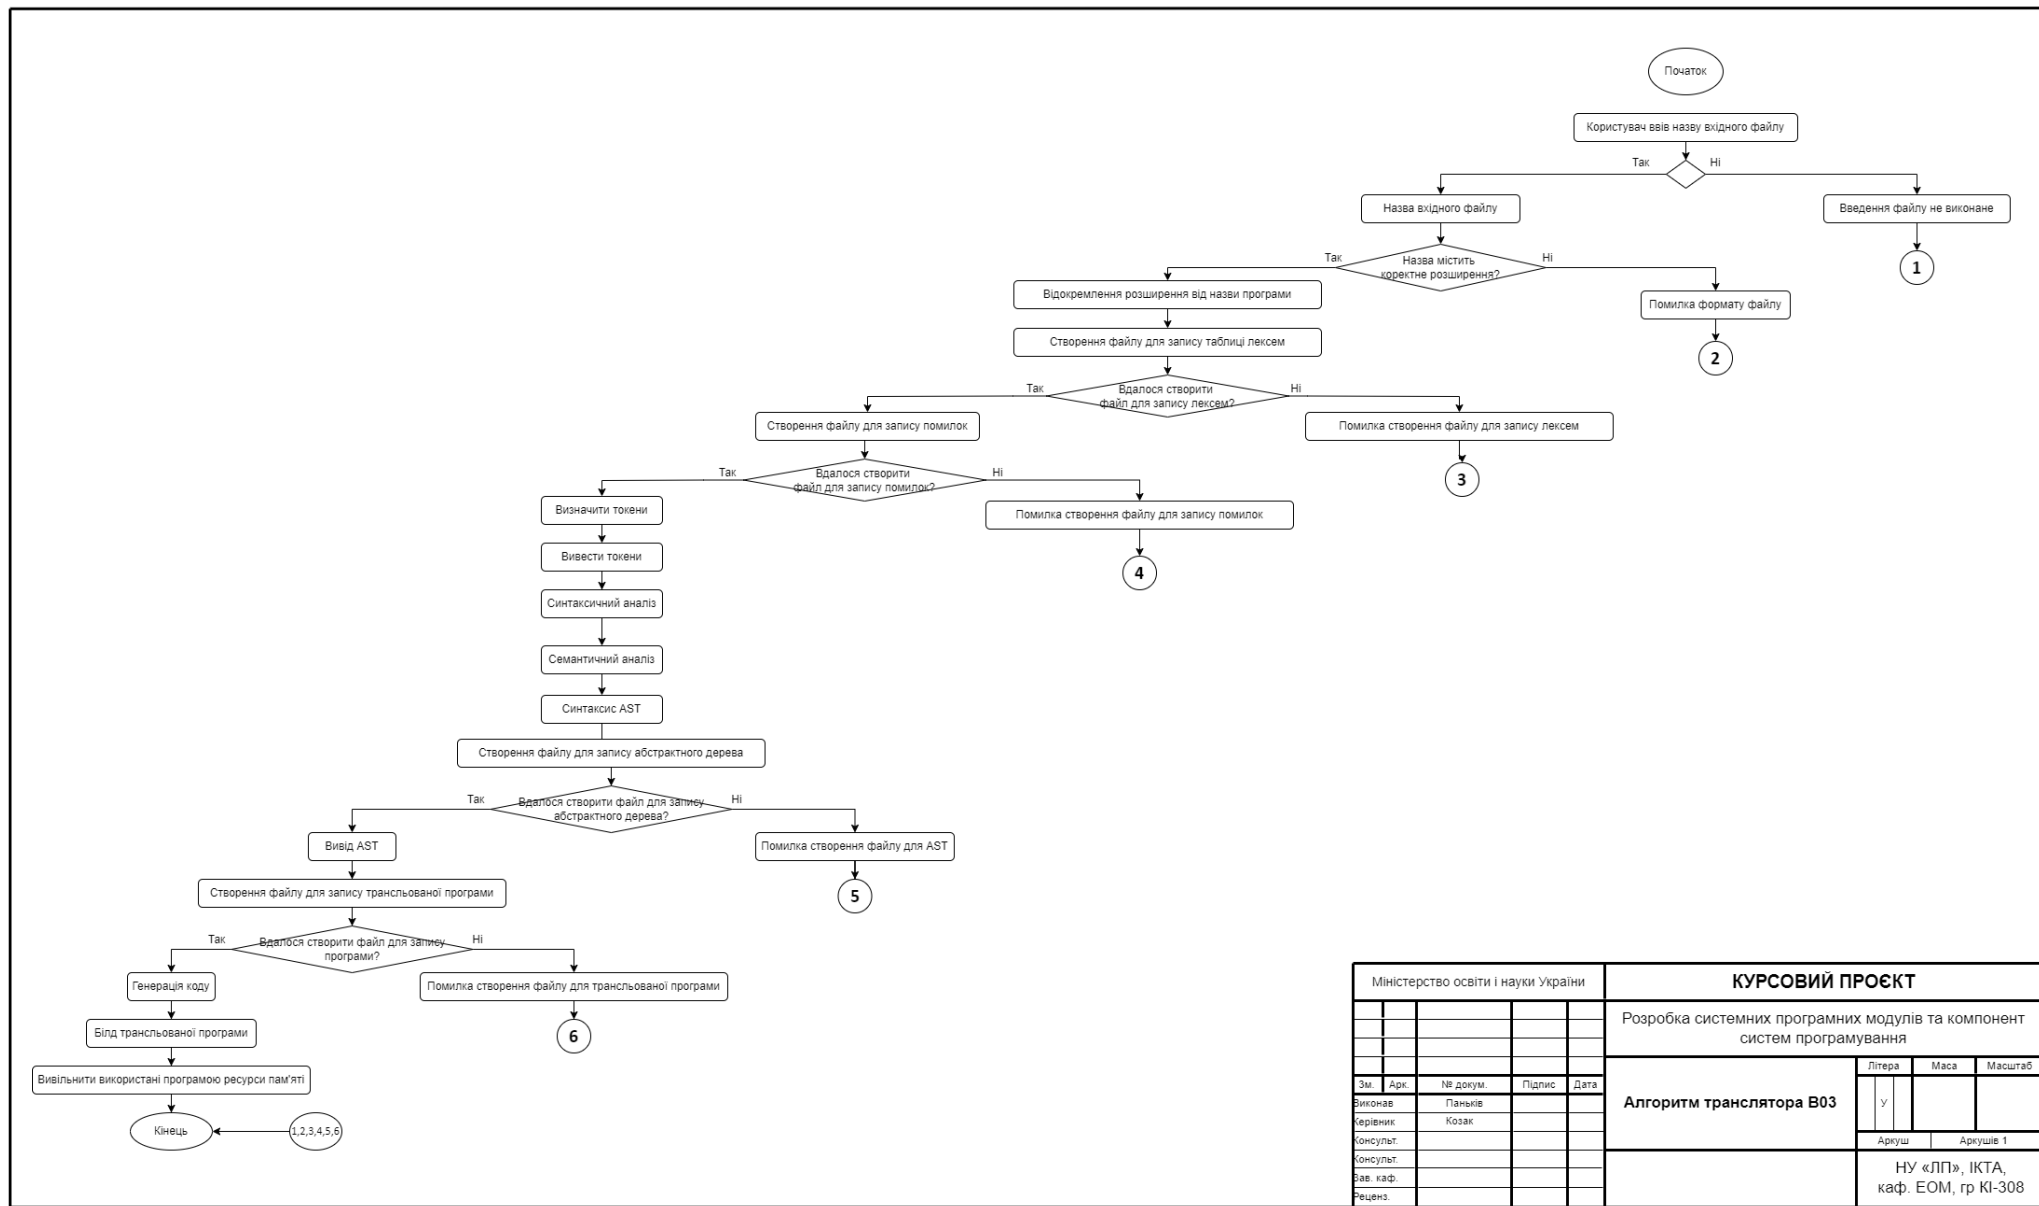 Початок
Користувач ввів назву вхідного файлу
Так
Ні
Назва вхідного файлу
Введення файлу не виконане
Так
Назва містить
коректне розширення?
Ні
1
Відокремлення розширення від назви програми
Помилка формату файлу
Створення файлу для запису таблиці лексем
2
Так
Вдалося створити
файл для запису лексем?
Ні
Створення файлу для запису помилок
Помилка створення файлу для запису лексем
Так
Вдалося створити
файл для запису помилок?
Ні
3
Визначити токени
Помилка створення файлу для запису помилок
Вивести токени
4
Синтаксичний аналіз
Семантичний аналіз
Синтаксис AST
Створення файлу для запису абстрактного дерева
Так
Вдалося створити файл для запису
абстрактного дерева?
Ні
Вивід AST
Помилка створення файлу для AST
Створення файлу для запису трансльованої програми
5
Так
Вдалося створити файл для запису
програми?
Ні
Генерація коду
Помилка створення файлу для трансльованої програми
Білд трансльованої програми
6
Вивільнити використані програмою ресурси пам'яті
Кінець
1,2,3,4,5,6
Міністерство освіти і науки України
КУРСОВИЙ ПРОЄКТ
Розробка системних програмних модулів та компонент
систем програмування
Літера
Маса
Масштаб
Зм.
Арк.
№ докум.
Підпис
Дата
Виконав
Паньків
Алгоритм транслятора B03
У
Керівник
Козак
Консульт.
Аркуш
Аркушів 1
Консульт.
Зав. каф.
НУ «ЛП», ІКТА,
каф. ЕОМ, гр КІ-308
Реценз.